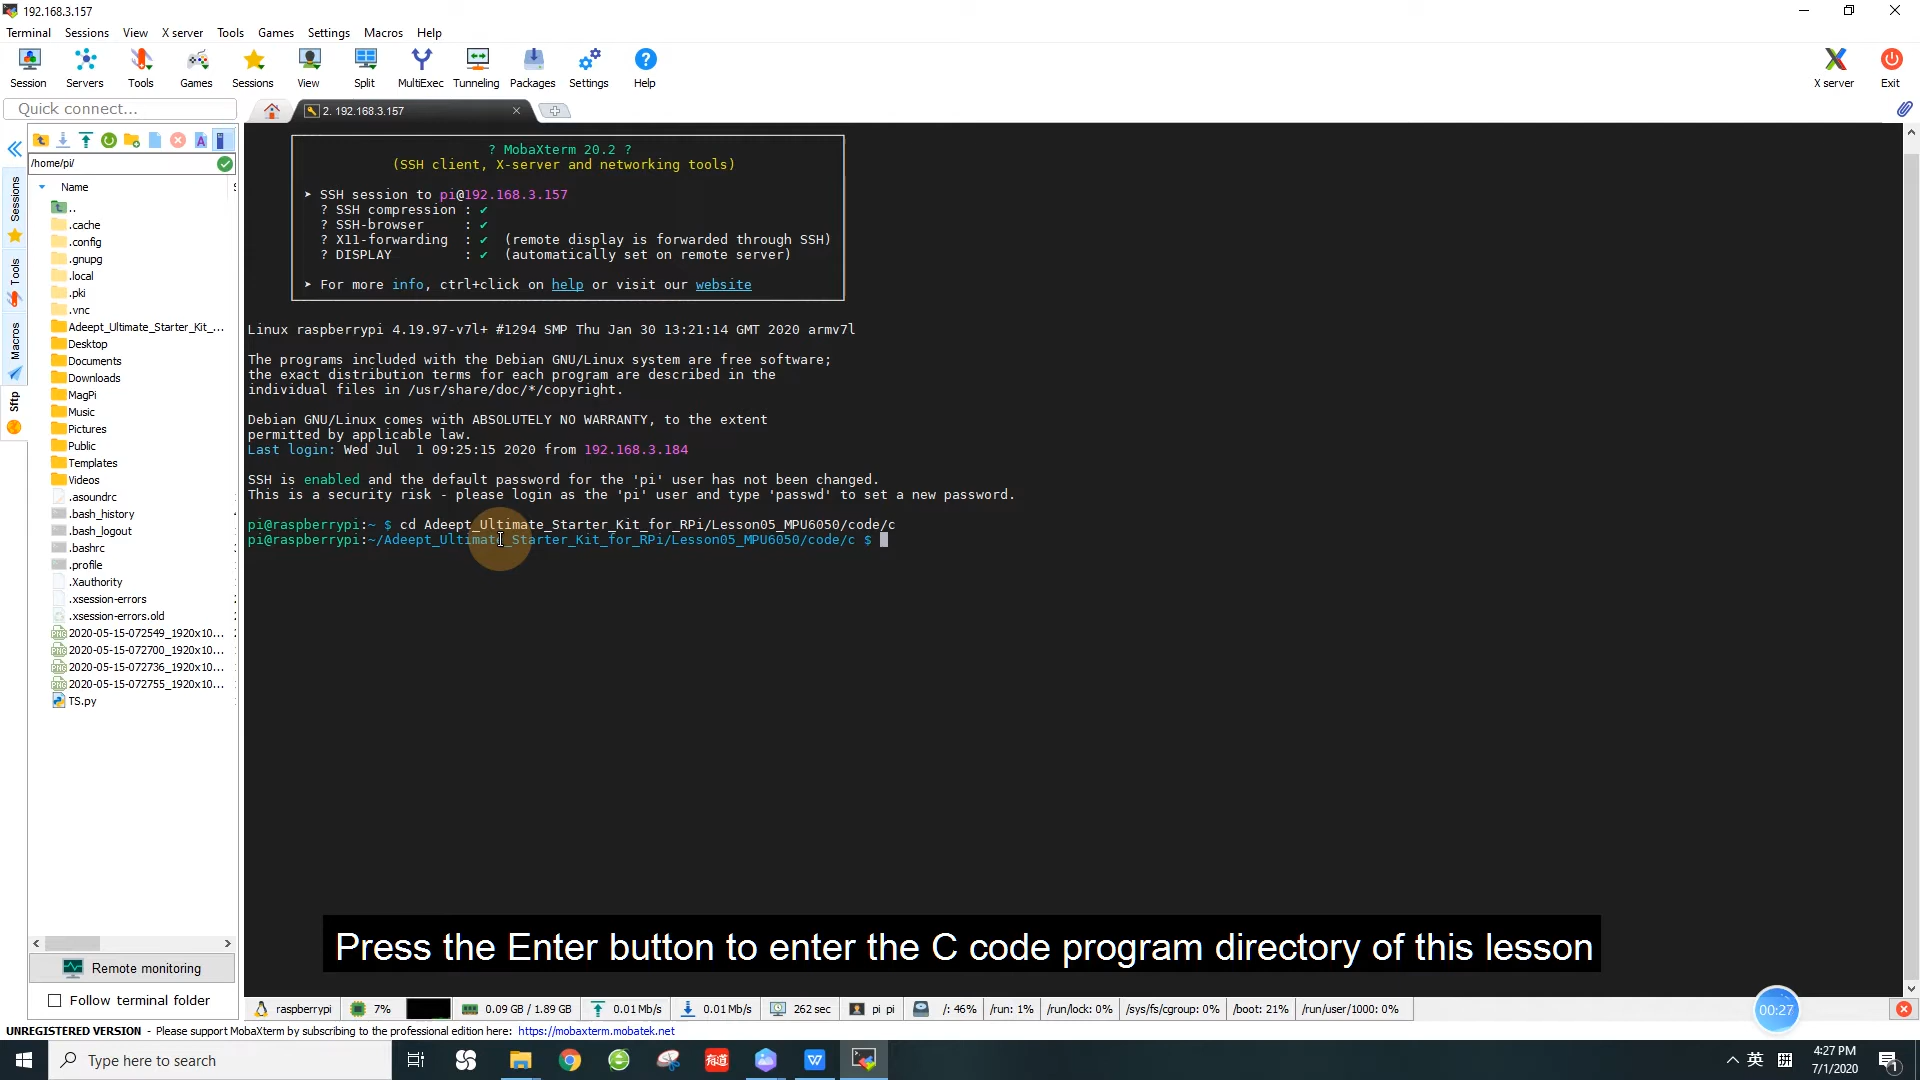 192.168.3.157
Terminal Sessions View X server Tools Games Settings Macros Help
Session Servers Tools Games Sessions View Split MultiExec Tunneling Packages Settings Help X server Exit
Quick connect...
2. 192.168.3.157
/home/pi/
Name
..
.cache
.config
.gnupg
.local
.pki
.vnc
Adeept_Ultimate_Starter_Kit_...
Desktop
Documents
Downloads
MagPi
Music
Pictures
Public
Templates
Videos
.asoundrc
.bash_history
.bash_logout
.bashrc
.profile
.Xauthority
.xsession-errors
.xsession-errors.old
2020-05-15-072549_1920x10...
2020-05-15-072700_1920x10...
2020-05-15-072736_1920x10...
2020-05-15-072755_1920x10...
TS.py
Sessions
Tools
Macros
Sftp
Remote monitoring
Follow terminal folder
? MobaXterm 20.2 ?
(SSH client, X-server and networking tools)
➤ SSH session to pi@192.168.3.157
? SSH compression : ✔
? SSH-browser : ✔
? X11-forwarding : ✔ (remote display is forwarded through SSH)
? DISPLAY : ✔ (automatically set on remote server)
➤ For more info, ctrl+click on help or visit our website
Linux raspberrypi 4.19.97-v7l+ #1294 SMP Thu Jan 30 13:21:14 GMT 2020 armv7l
The programs included with the Debian GNU/Linux system are free software;
the exact distribution terms for each program are described in the
individual files in /usr/share/doc/*/copyright.
Debian GNU/Linux comes with ABSOLUTELY NO WARRANTY, to the extent
permitted by applicable law.
Last login: Wed Jul  1 09:25:15 2020 from 192.168.3.184
SSH is enabled and the default password for the 'pi' user has not been changed.
This is a security risk - please login as the 'pi' user and type 'passwd' to set a new password.
pi@raspberrypi:~ $ cd Adeept_Ultimate_Starter_Kit_for_RPi/Lesson05_MPU6050/code/c
pi@raspberrypi:~/Adeept_Ultimate_Starter_Kit_for_RPi/Lesson05_MPU6050/code/c $
Press the Enter button to enter the C code program directory of this lesson
raspberrypi 7% 0.09 GB / 1.89 GB 0.01 Mb/s 0.01 Mb/s 262 sec pi pi /: 46% /run: 1% /run/lock: 0% /sys/fs/cgroup: 0% /boot: 21% /run/user/1000: 0%
00:27
UNREGISTERED VERSION - Please support MobaXterm by subscribing to the professional edition here: https://mobaxterm.mobatek.net
Type here to search
有道
W
英
拼
4:27 PM
7/1/2020
1